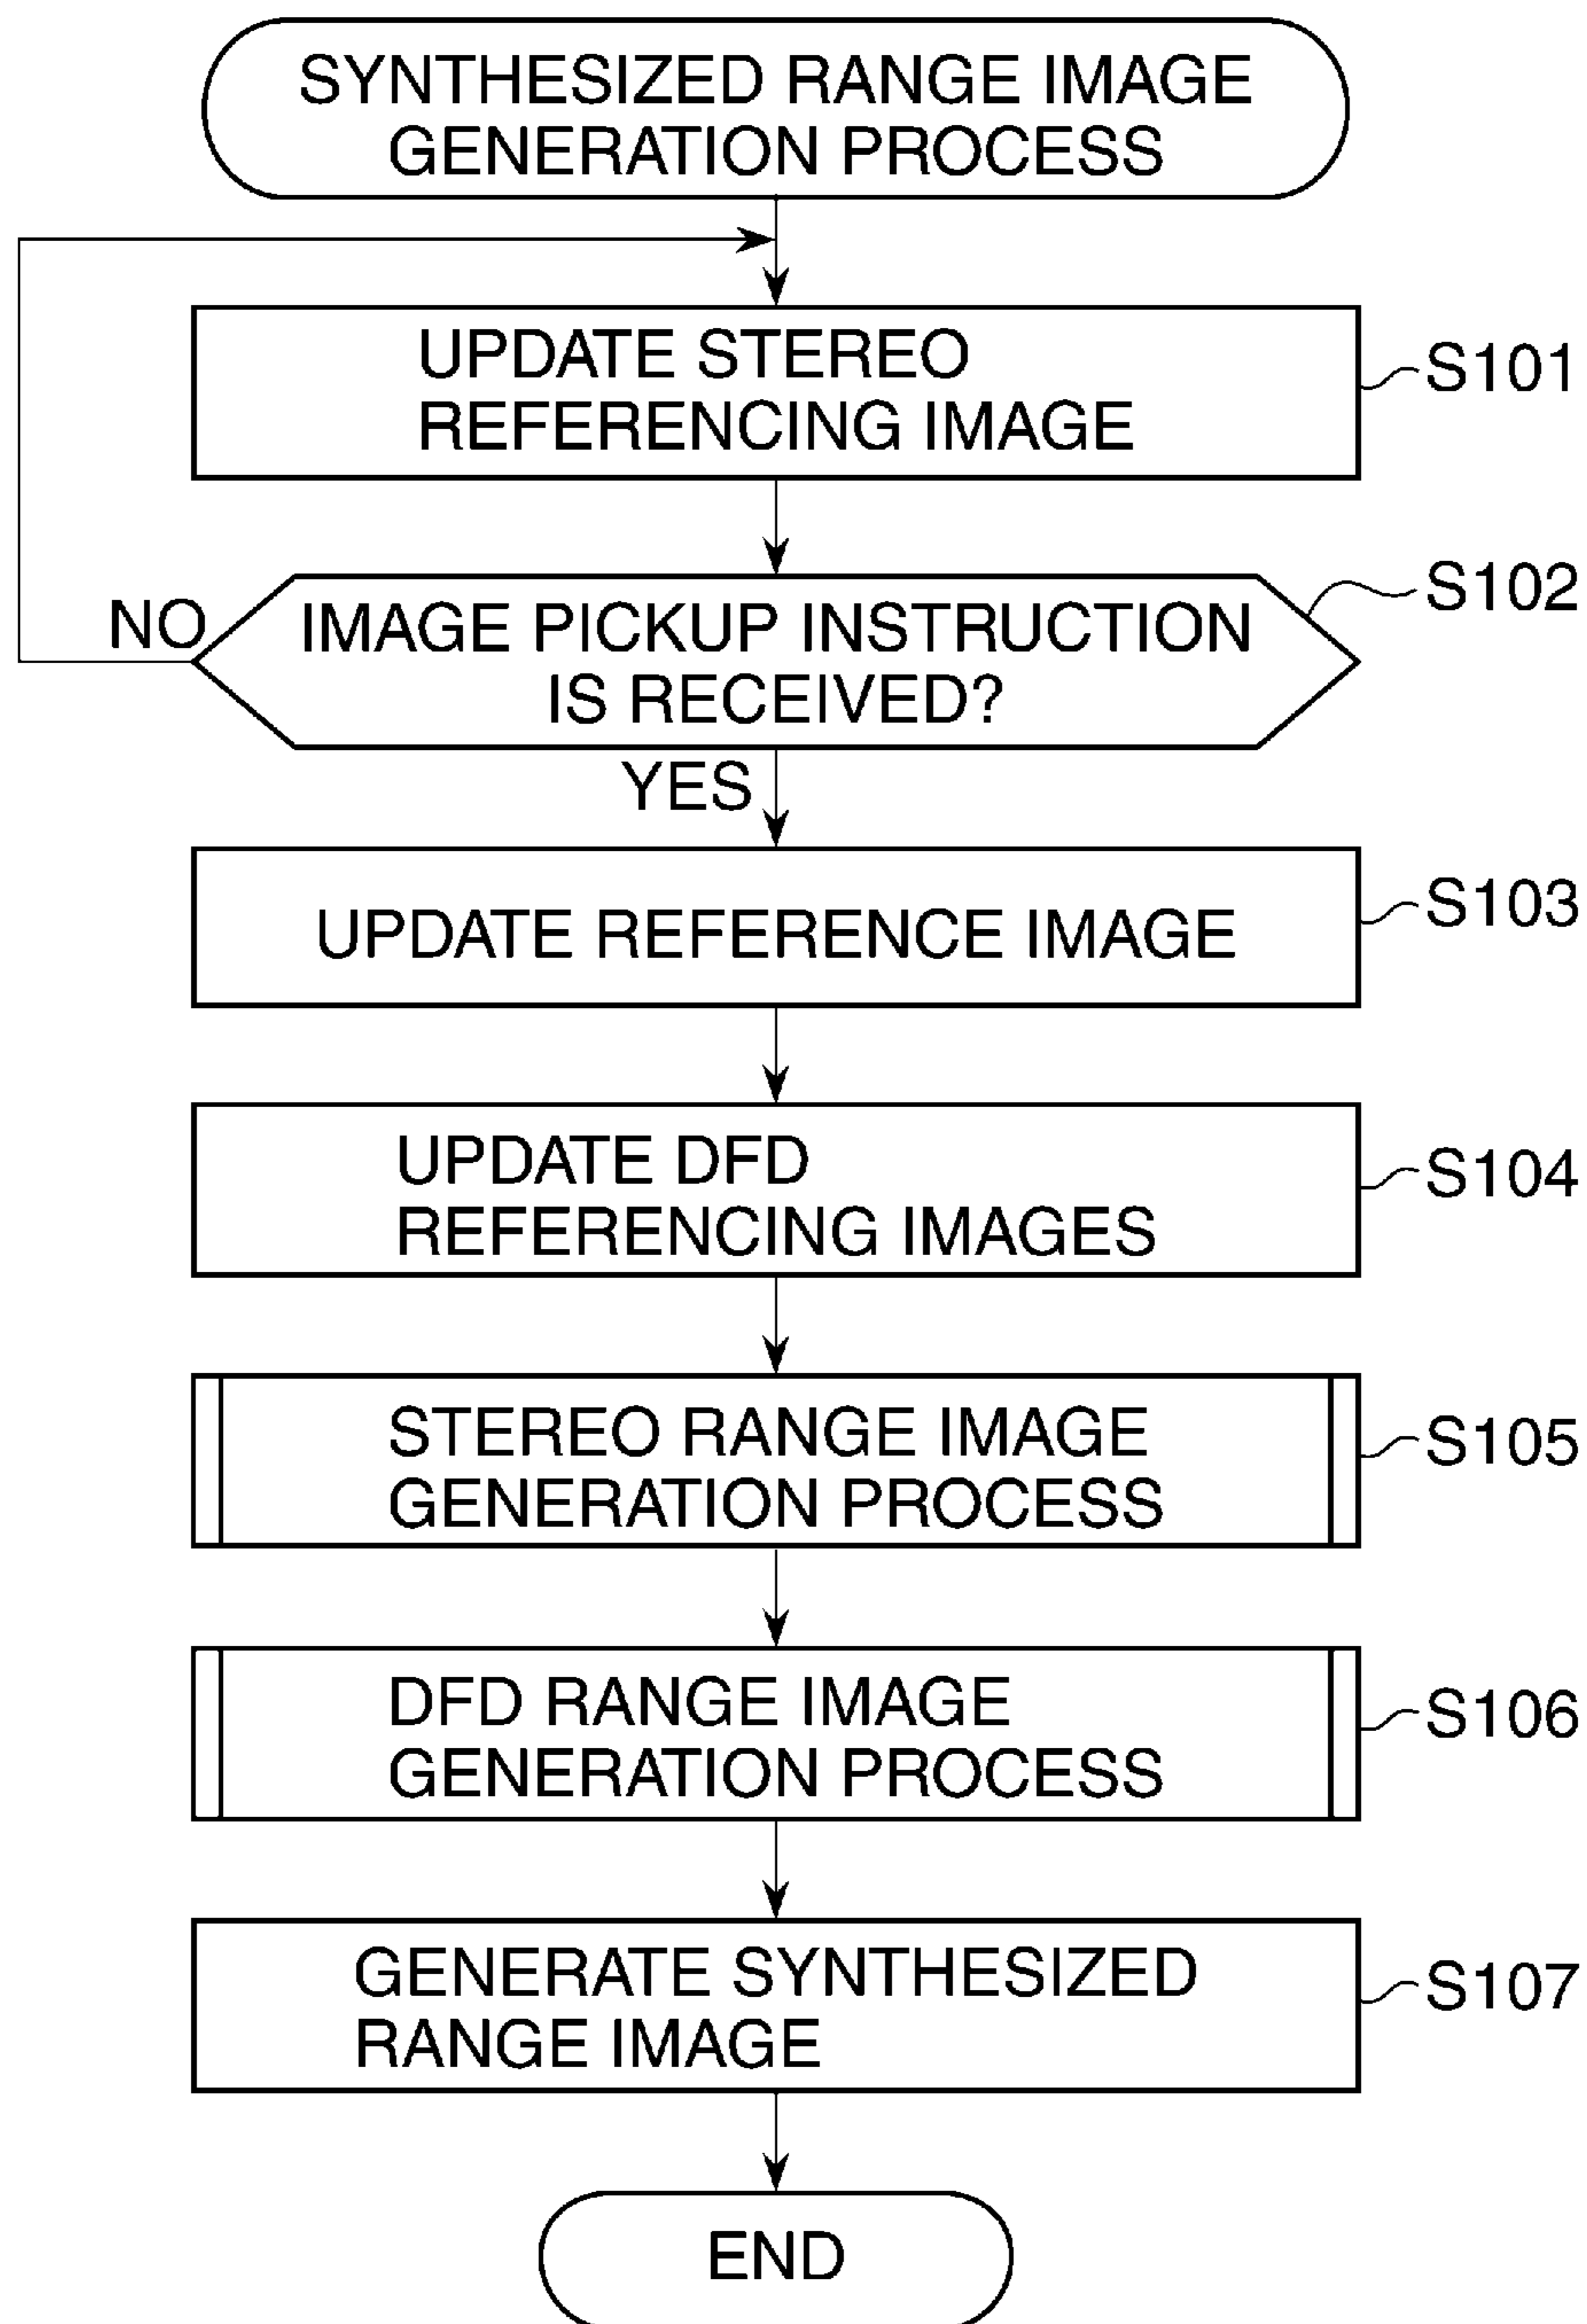 SYNTHESIZED RANGE IMAGE
GENERATION PROCESS
UPDATE STEREO
REFERENCING IMAGE
S101
NO
IMAGE PICKUP INSTRUCTION
IS RECEIVED?
S102
YES
UPDATE REFERENCE IMAGE
S103
UPDATE DFD
REFERENCING IMAGES
S104
STEREO RANGE IMAGE
GENERATION PROCESS
S105
DFD RANGE IMAGE
GENERATION PROCESS
S106
GENERATE SYNTHESIZED
RANGE IMAGE
S107
END